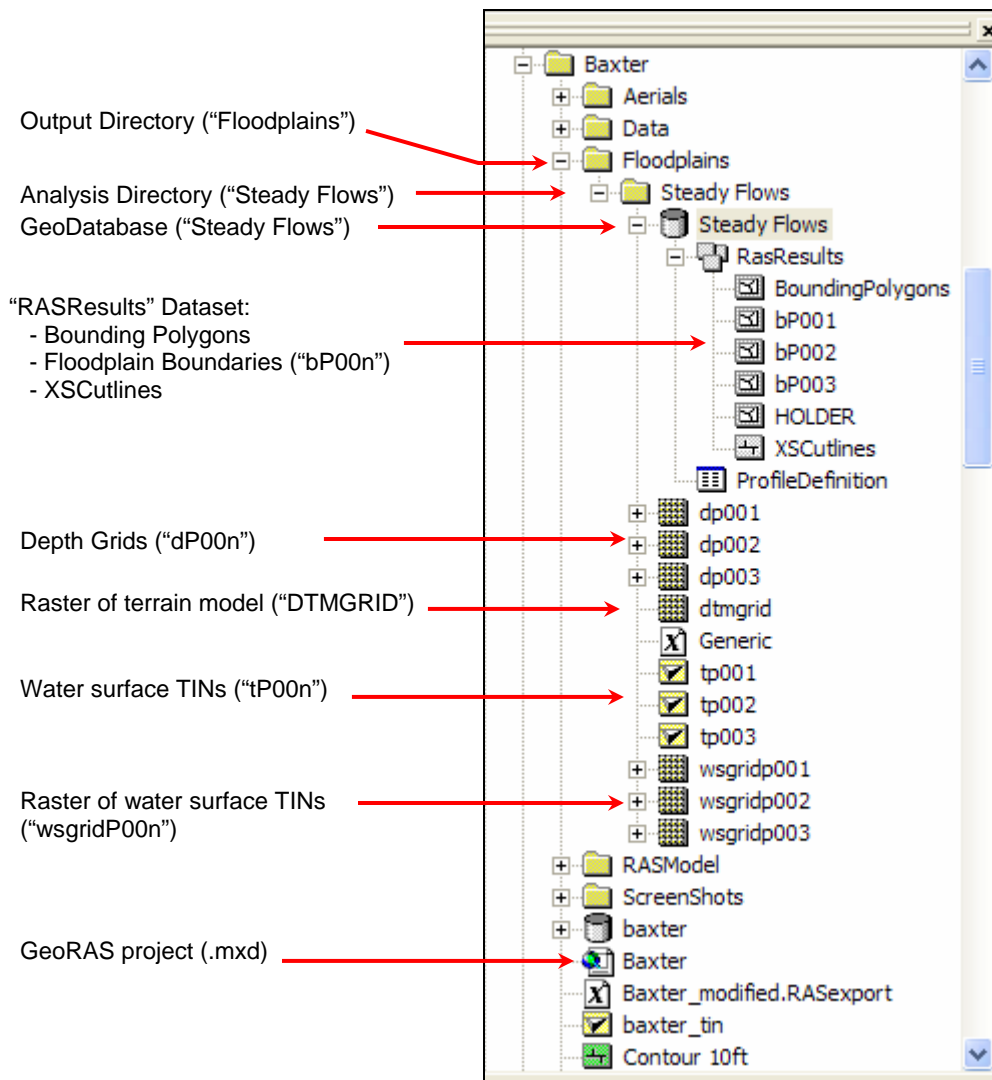 Output Directory (“Floodplains”)
Analysis Directory (“Steady Flows”)
GeoDatabase (“Steady Flows”)
“RASResults” Dataset:
- Bounding Polygons
- Floodplain Boundaries (“bP00n”)
- XSCutlines
Depth Grids (“dP00n”)
Raster of terrain model (“DTMGRID”)
Water surface TINs (“tP00n”)
Raster of water surface TINs
(“wsgridP00n”)
GeoRAS project (.mxd)
Baxter
Aerials
Data
Floodplains
Steady Flows
Steady Flows
RasResults
BoundingPolygons
bP001
bP002
bP003
HOLDER
XSCutlines
ProfileDefinition
dp001
dp002
dp003
dtmgrid
Generic
tp001
tp002
tp003
wsgridp001
wsgridp002
wsgridp003
RASModel
ScreenShots
baxter
Baxter
Baxter_modified.RASexport
baxter_tin
Contour 10ft